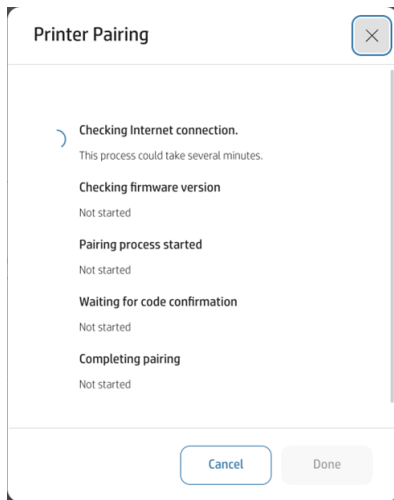 Printer Pairing
Checking Internet connection.
This process could take several minutes.
Checking firmware version
Not started
Pairing process started
Not started
Waiting for code confirmation
Not started
Completing pairing
Not started
Cancel
Done